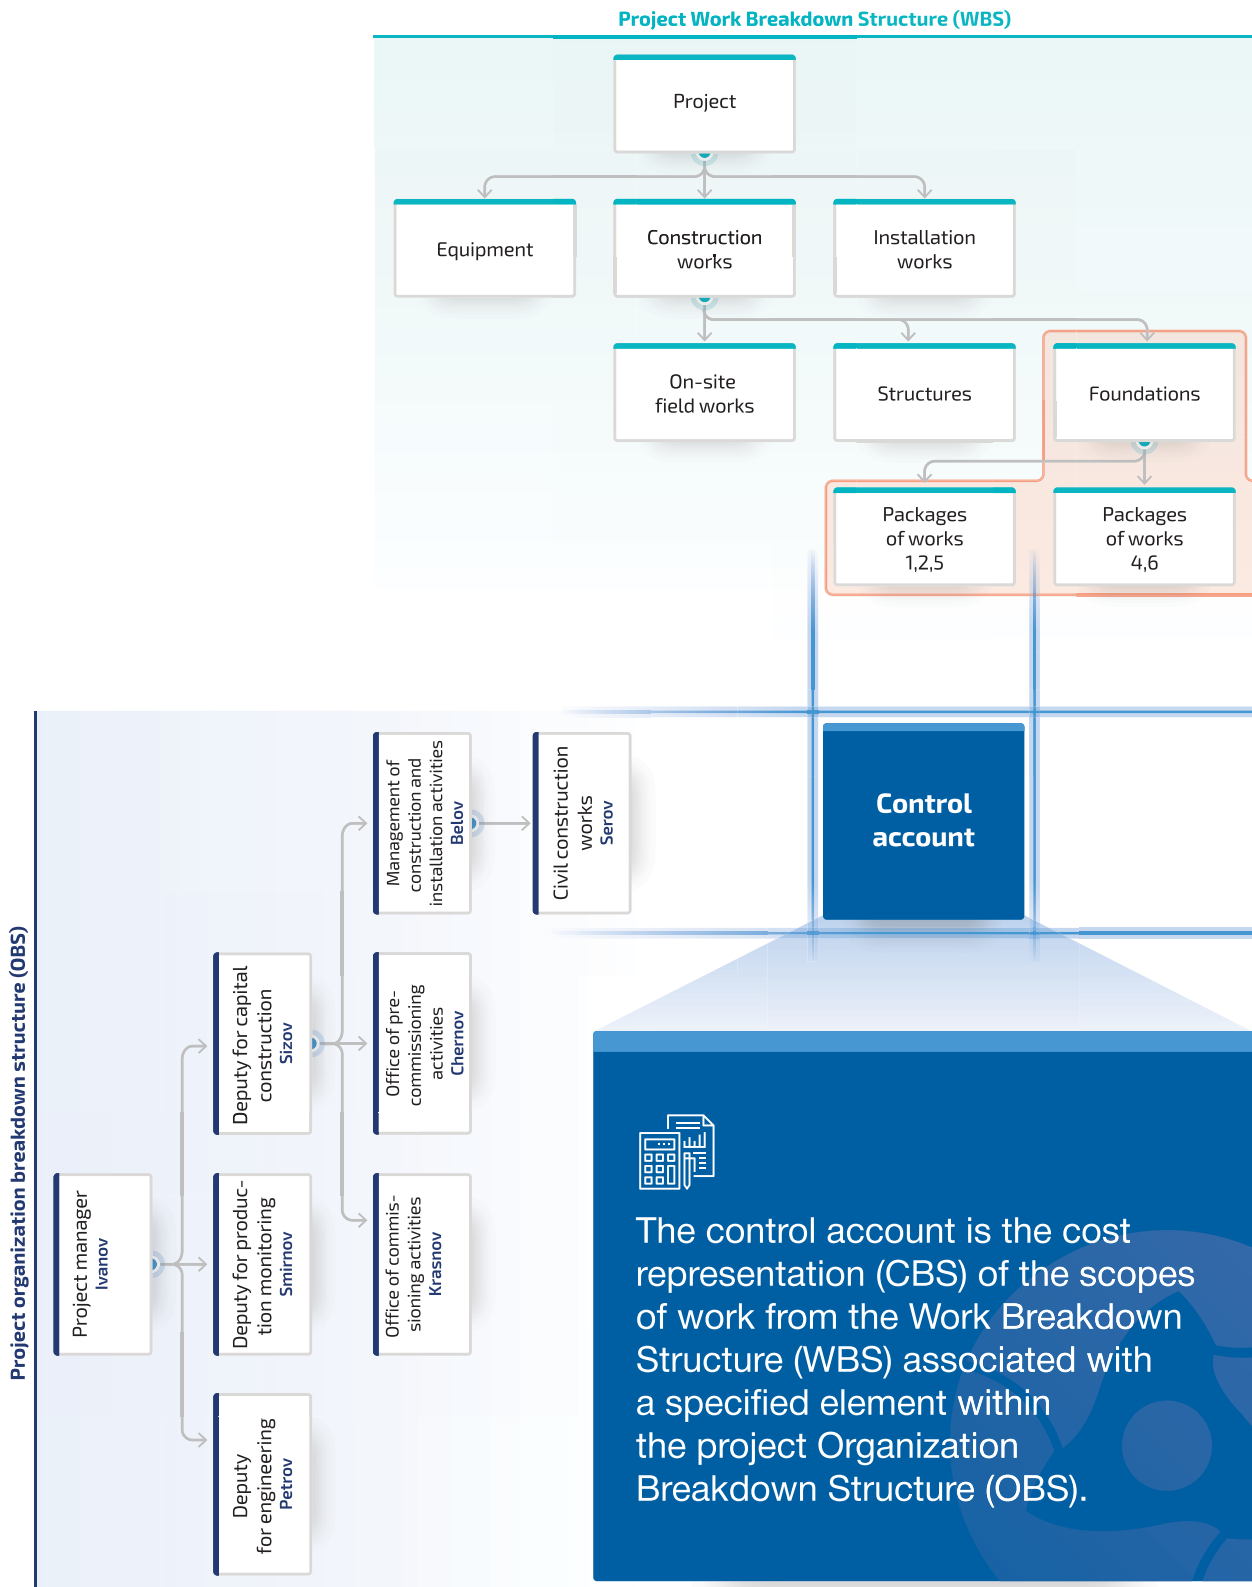 Project Work Breakdown Structure (WBS)
Project
Equipment
Construction
works
Installation
works
On-site
field works
Structures
Foundations
Packages
of works
1,2,5
Packages
of works
4,6
Project organization breakdown structure (OBS)
Project manager
Ivanov
Deputy for capital
construction
Sizov
Deputy for produc-
tion monitoring
Smirnov
Deputy
for engineering
Petrov
Management of
construction and
installation activities
Belov
Office of pre-
commissioning
activities
Chernov
Office of commis-
sioning activities
Krasnov
Civil construction
works
Serov
Control
account
The control account is the cost
representation (CBS) of the scopes
of work from the Work Breakdown
Structure (WBS) associated with
a specified element within
the project Organization
Breakdown Structure (OBS).